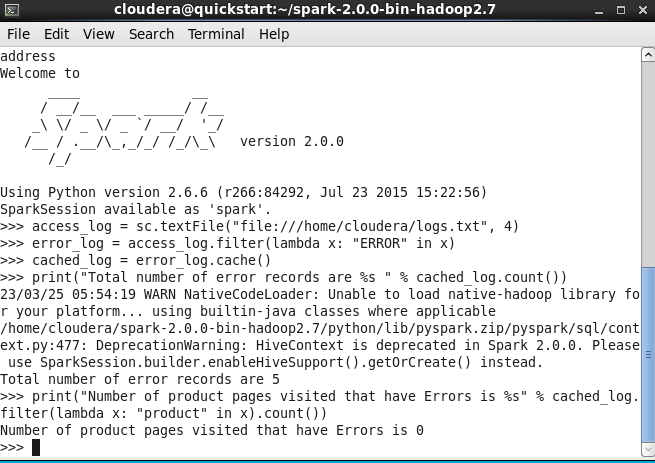 cloudera@quickstart:~/spark-2.0.0-bin-hadoop2.7
File Edit View Search Terminal Help
address
Welcome to
      ____              __
     / __/__  ___ _____/ /__
    _\ \/ _ \/ _ `/ __/  '_/
   /__ / .__/\_,_/_/ /_/\_\   version 2.0.0
      /_/
Using Python version 2.6.6 (r266:84292, Jul 23 2015 15:22:56)
SparkSession available as 'spark'.
>>> access_log = sc.textFile("file:///home/cloudera/logs.txt", 4)
>>> error_log = access_log.filter(lambda x: "ERROR" in x)
>>> cached_log = error_log.cache()
>>> print("Total number of error records are %s " % cached_log.count())
23/03/25 05:54:19 WARN NativeCodeLoader: Unable to load native-hadoop library fo
r your platform... using builtin-java classes where applicable
/home/cloudera/spark-2.0.0-bin-hadoop2.7/python/lib/pyspark.zip/pyspark/sql/cont
ext.py:477: DeprecationWarning: HiveContext is deprecated in Spark 2.0.0. Please
 use SparkSession.builder.enableHiveSupport().getOrCreate() instead.
Total number of error records are 5
>>> print("Number of product pages visited that have Errors is %s" % cached_log.
filter(lambda x: "product" in x).count())
Number of product pages visited that have Errors is 0
>>>